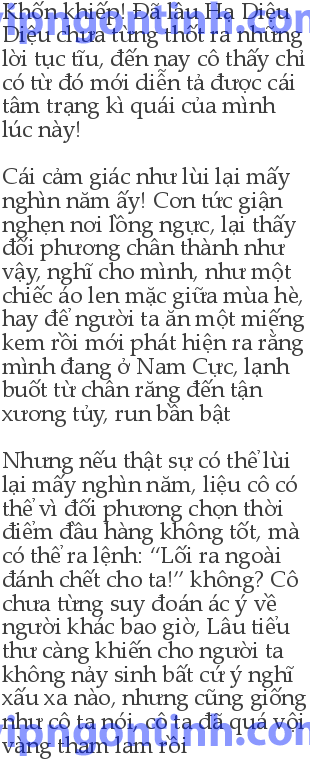 Khốn khiếp! Đã lâu Hạ Diệu
Diệu chưa từng thốt ra những
lời tục tĩu, đến nay cô thấy chỉ
có từ đó mới diễn tả được cái
tâm trạng kì quái của mình
lúc này!
Cái cảm giác như lùi lại mấy
nghìn năm ấy! Cơn tức giận
nghẹn nơi lồng ngực, lại thấy
đối phương chân thành như
vậy, nghĩ cho mình, như một
chiếc áo len mặc giữa mùa hè,
hay để người ta ăn một miếng
kem rồi mới phát hiện ra rằng
mình đang ở Nam Cực, lạnh
buốt từ chân răng đến tận
xương tủy, run bần bật
Nhưng nếu thật sự có thể lùi
lại mấy nghìn năm, liệu cô có
thể vì đối phương chọn thời
điểm đầu hàng không tốt, mà
có thể ra lệnh: “Lối ra ngoài
đánh chết cho ta!” không? Cô
chưa từng suy đoán ác ý về
người khác bao giờ, Lâu tiểu
thư càng khiến cho người ta
không nảy sinh bất cứ ý nghĩ
xấu xa nào, nhưng cũng giống
như cô ta nói, cô ta đã quá vội
vàng tham lam rồi
vipngontinh.com
vipngontinh.com